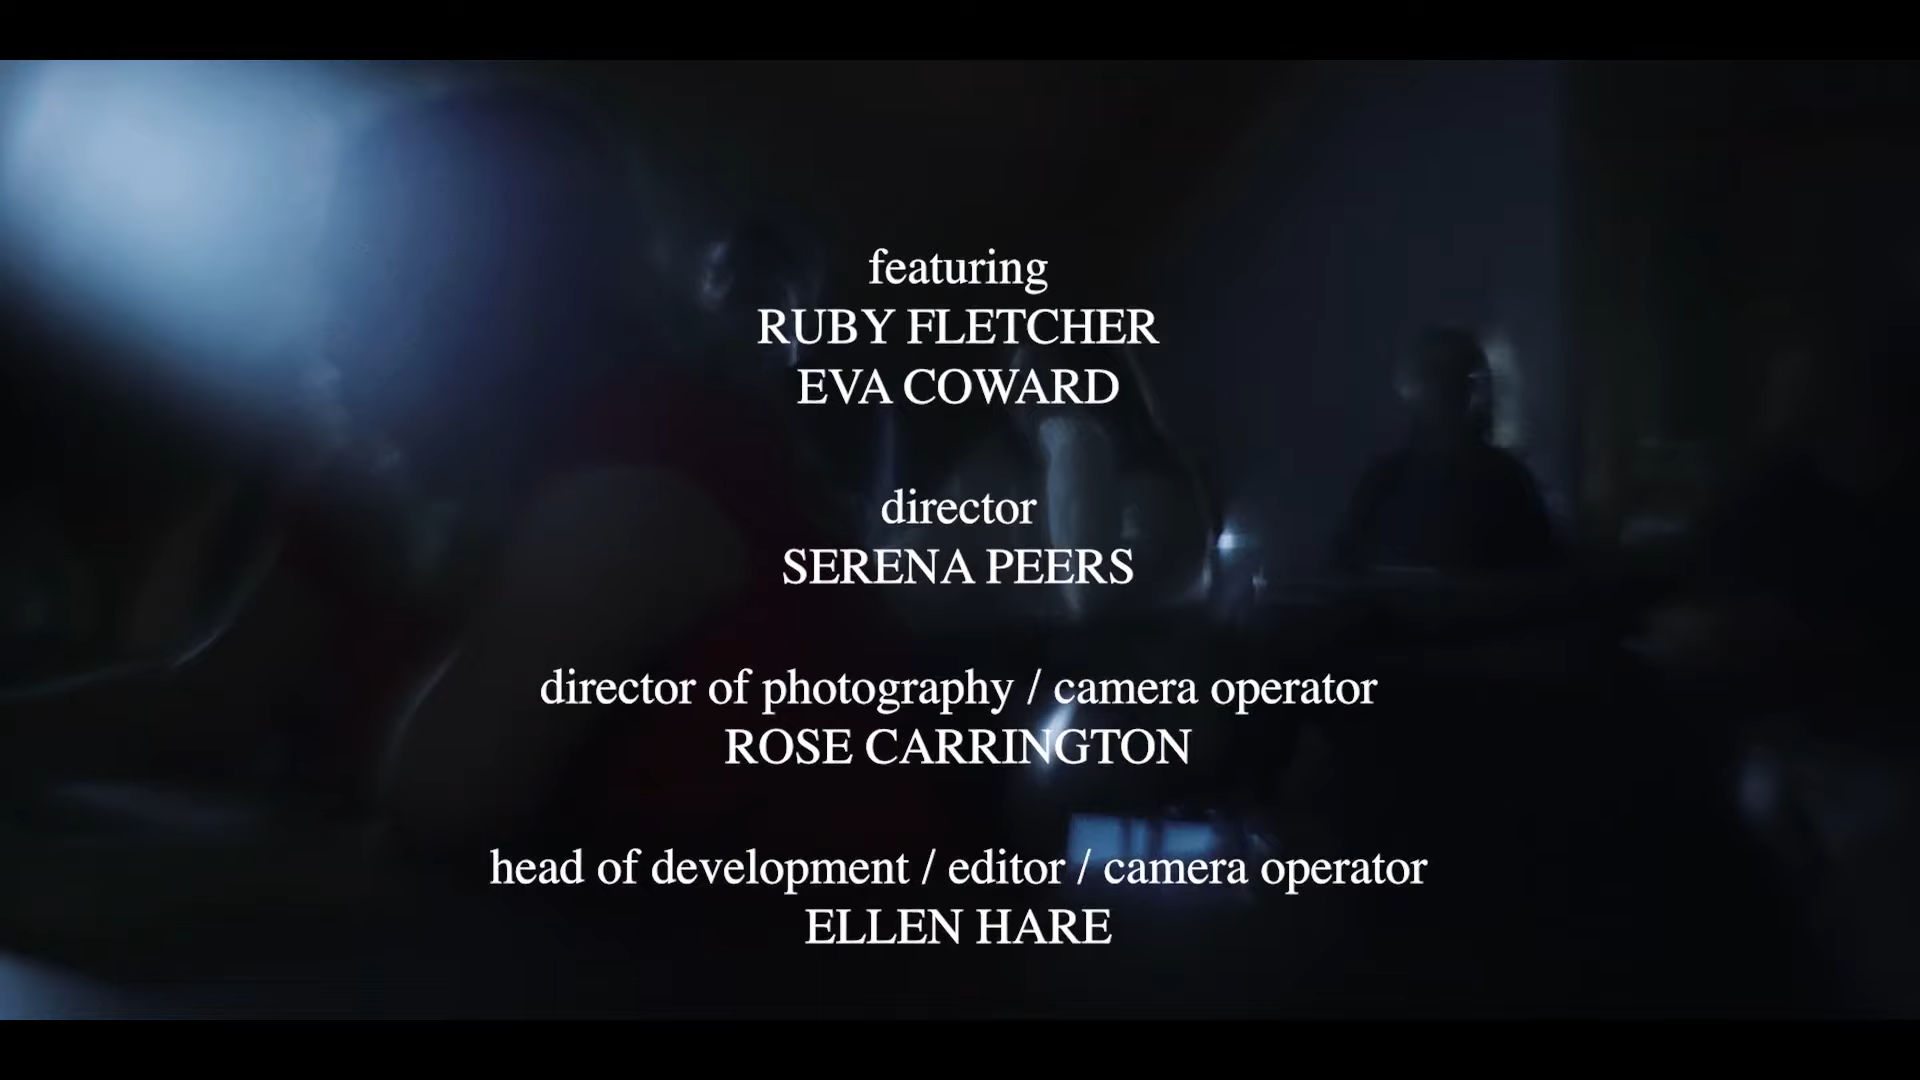 featuring
RUBY FLETCHER
EVA COWARD
director
SERENA PEERS
director of photography / camera operator
ROSE CARRINGTON
head of development / editor / camera operator
ELLEN HARE